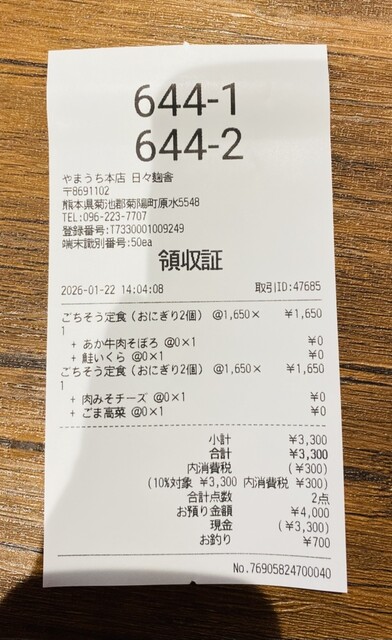 644-1
644-2
やまうち本店 日々麹舎
〒8691102
熊本県菊池郡菊陽町原水5548
TEL:096-223-7707
登録番号:T7330001009249
端末識別番号:50ea
領収証
2026-01-22 14:04:08 取引ID:47685
ごちそう定食（おにぎり2個） @1,650× ¥1,650
1
+ あか牛肉そぼろ @0×1 ¥0
+ 鮭いくら @0×1 ¥0
ごちそう定食（おにぎり2個） @1,650× ¥1,650
1
+ 肉みそチーズ @0×1 ¥0
+ ごま高菜 @0×1 ¥0
小計 ¥3,300
合計 ¥3,300
内消費税 (¥300)
(10%対象 ¥3,300 内消費税 ¥300)
合計点数 2点
お預り金額 ¥4,000
現金 (¥3,300)
お釣り ¥700
No.76905824700040